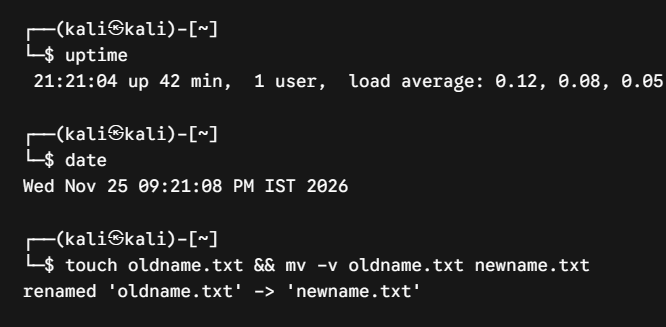 ┌──(kali㉿kali)-[~]
└─$ uptime
 21:21:04 up 42 min,  1 user,  load average: 0.12, 0.08, 0.05
┌──(kali㉿kali)-[~]
└─$ date
Wed Nov 25 09:21:08 PM IST 2026
┌──(kali㉿kali)-[~]
└─$ touch oldname.txt && mv -v oldname.txt newname.txt
renamed 'oldname.txt' -> 'newname.txt'